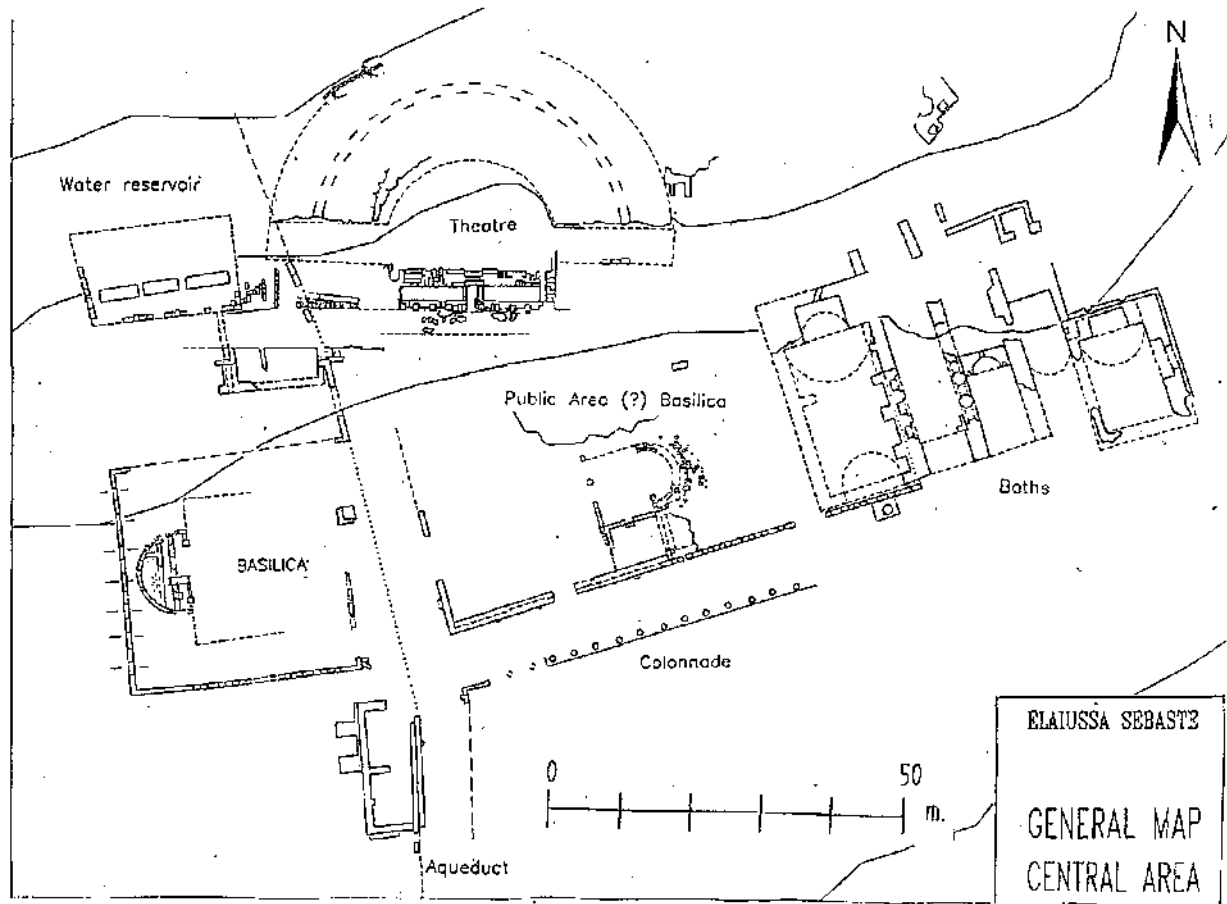 N
Water reservoir
Theatre
Public Area (?) Basilica
Baths
BASILICA
Colonnade
ELAIUSSA SEBASTE
0
50
m.
GENERAL MAP
CENTRAL AREA
Aqueduct